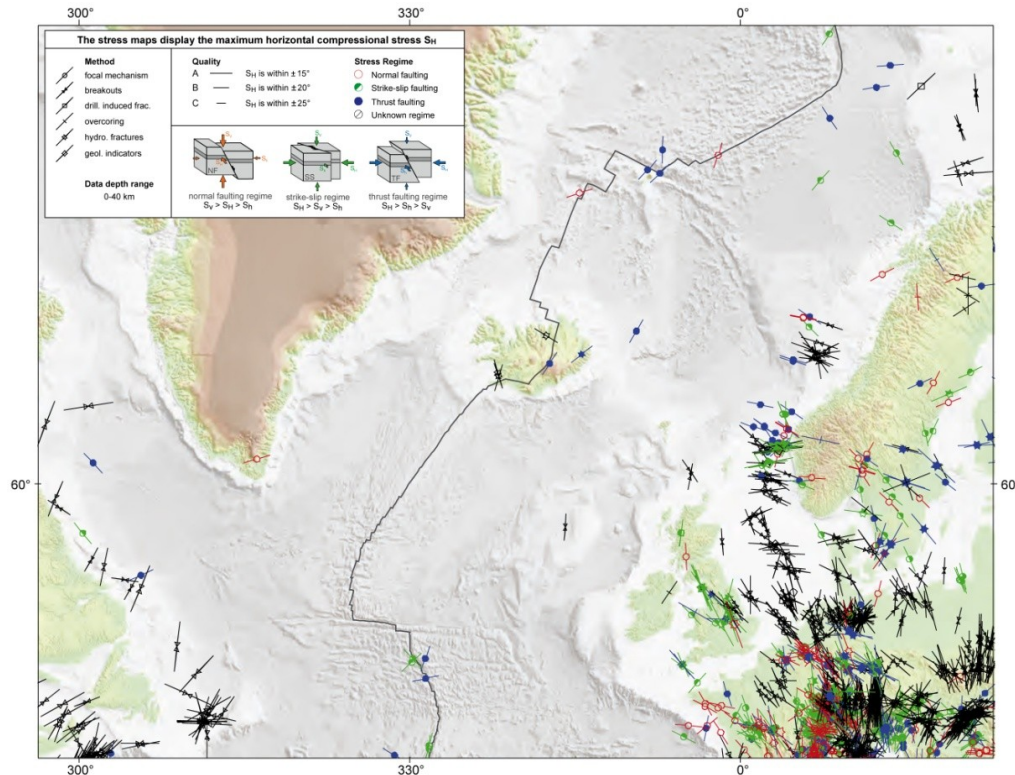 300°
330°
0°
The stress maps display the maximum horizontal compressional stress SH
Method
focal mechanism
breakouts
drill. induced frac.
overcoring
hydro. fractures
geol. indicators
Data depth range
0-40 km
Quality
A SH is within ± 15°
B SH is within ± 20°
C SH is within ± 25°
Stress Regime
Normal faulting
Strike-slip faulting
Thrust faulting
Unknown regime
NF
SS
TF
normal faulting regime
SV > SH > Sh
strike-slip regime
SH > SV > Sh
thrust faulting regime
SH > Sh > SV
60°
60
300°
330°
0°